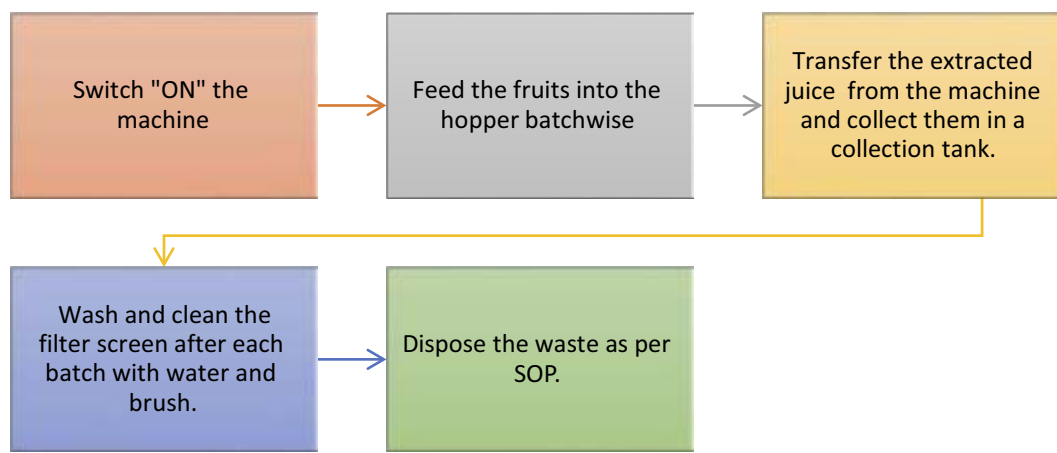 Switch "ON" the
machine
Feed the fruits into the
hopper batchwise
Transfer the extracted
juice from the machine
and collect them in a
collection tank.
Wash and clean the
filter screen after each
batch with water and
brush.
Dispose the waste as per
SOP.